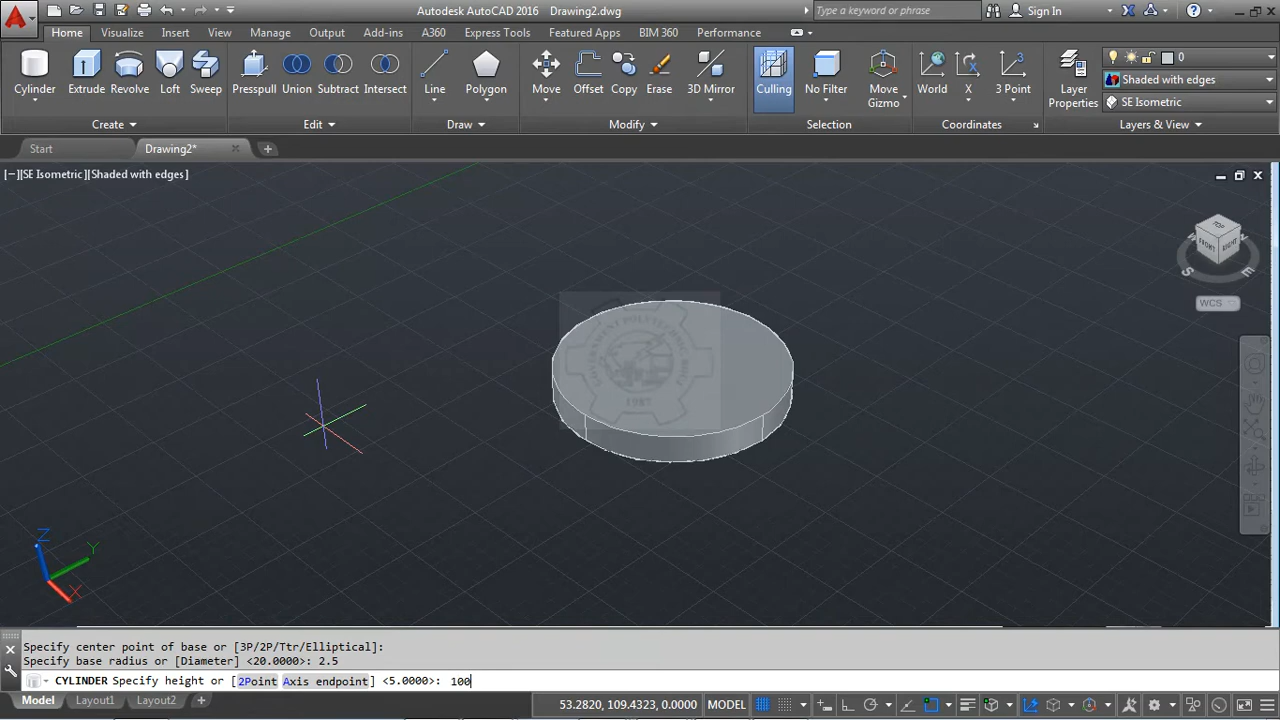 Autodesk AutoCAD 2016 Drawing2.dwg
Type a keyword or phrase
Sign In
Home Visualize Insert View Manage Output Add-ins A360 Express Tools Featured Apps BIM 360 Performance
Cylinder Extrude Revolve Loft Sweep Presspull Union Subtract Intersect Line Polygon Move Offset Copy Erase 3D Mirror Culling No Filter Move Gizmo World X 3 Point Layer Properties
0
Shaded with edges
SE Isometric
Create Edit Draw Modify Selection Coordinates Layers & View
Start Drawing2*
[−][SE Isometric][Shaded with edges]
TOP
FRONT RIGHT
S E
WCS
GOVERNMENT POLYTECHNIC
1987
Z
Y
X
Specify center point of base or [3P/2P/Ttr/Elliptical]:
Specify base radius or [Diameter] <20.0000>: 2.5
CYLINDER Specify height or [2Point Axis endpoint] <5.0000>: 100
Model Layout1 Layout2
53.2820, 109.4323, 0.0000 MODEL